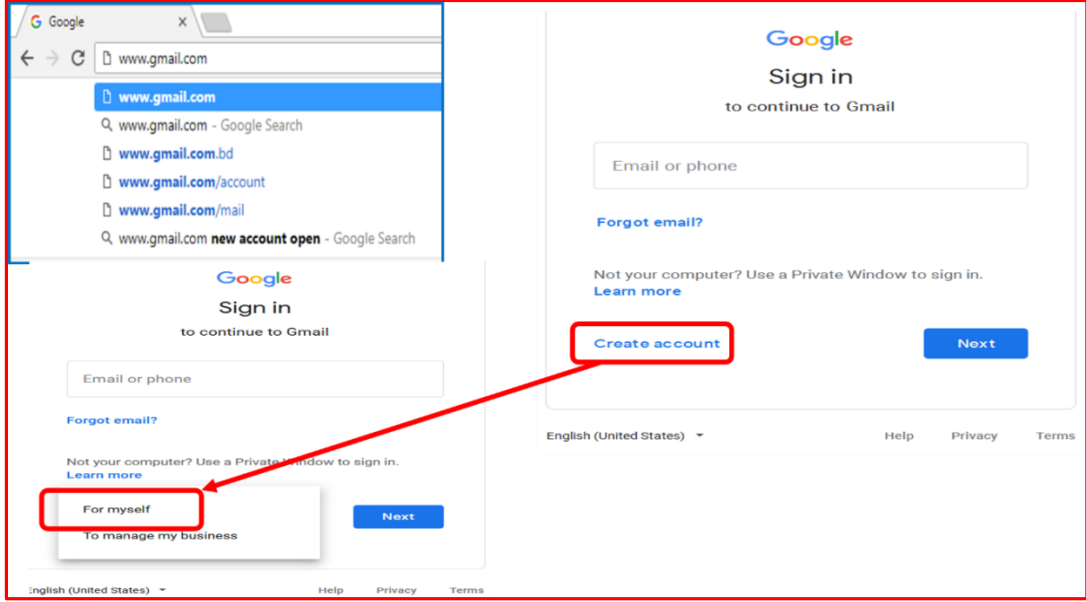 Google
www.gmail.com
www.gmail.com
www.gmail.com - Google Search
www.gmail.com.bd
www.gmail.com/account
www.gmail.com/mail
www.gmail.com new account open - Google Search
Google
Sign in
to continue to Gmail
Email or phone
Forgot email?
Not your computer? Use a Private Window to sign in.
Learn more
Create account
Next
English (United States)
Help Privacy Terms
Google
Sign in
to continue to Gmail
Email or phone
Forgot email?
Not your computer? Use a Private Window to sign in.
Learn more
For myself
Next
To manage my business
English (United States)
Help Privacy Terms